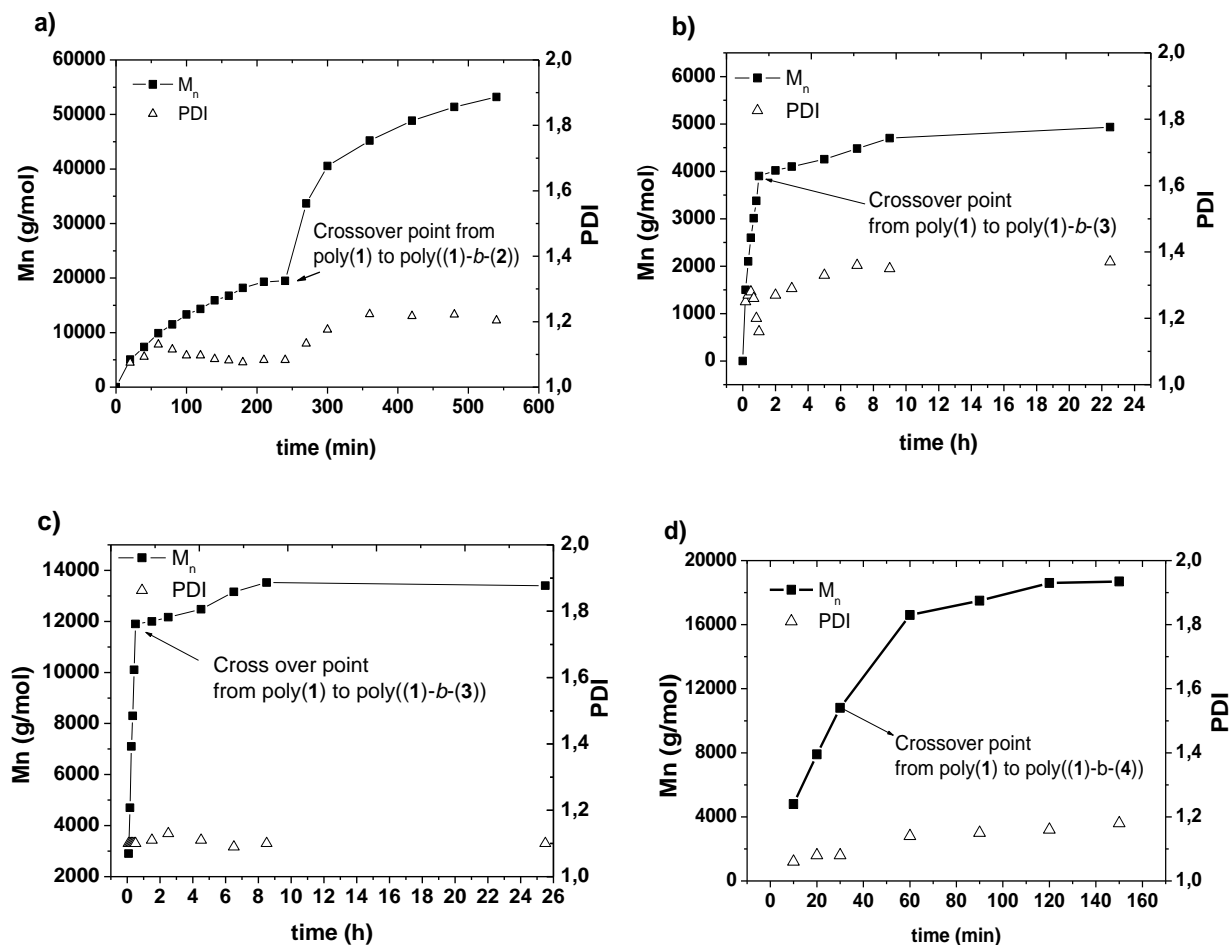 a)
60000
50000
40000
30000
20000
10000
0
Mn (g/mol)
M_n
PDI
Crossover point from
poly(1) to poly((1)-b-(2))
2,0
1,8
1,6
1,4
1,2
1,0
PDI
0 100 200 300 400 500 600
time (min)
b)
6000
5000
4000
3000
2000
1000
0
Mn (g/mol)
M_n
PDI
Crossover point
from poly(1) to poly(1)-b-(3)
2,0
1,8
1,6
1,4
1,2
1,0
PDI
0 2 4 6 8 10 12 14 16 18 20 22 24
time (h)
c)
14000
12000
10000
8000
6000
4000
2000
Mn (g/mol)
M_n
PDI
Cross over point
from poly(1) to poly((1)-b-(3))
2,0
1,8
1,6
1,4
1,2
1,0
PDI
0 2 4 6 8 10 12 14 16 18 20 22 24 26
time (h)
d)
20000
16000
12000
8000
4000
0
Mn (g/mol)
M_n
PDI
Crossover point
from poly(1) to poly((1)-b-(4))
2,0
1,8
1,6
1,4
1,2
1,0
PDI
0 20 40 60 80 100 120 140 160
time (min)